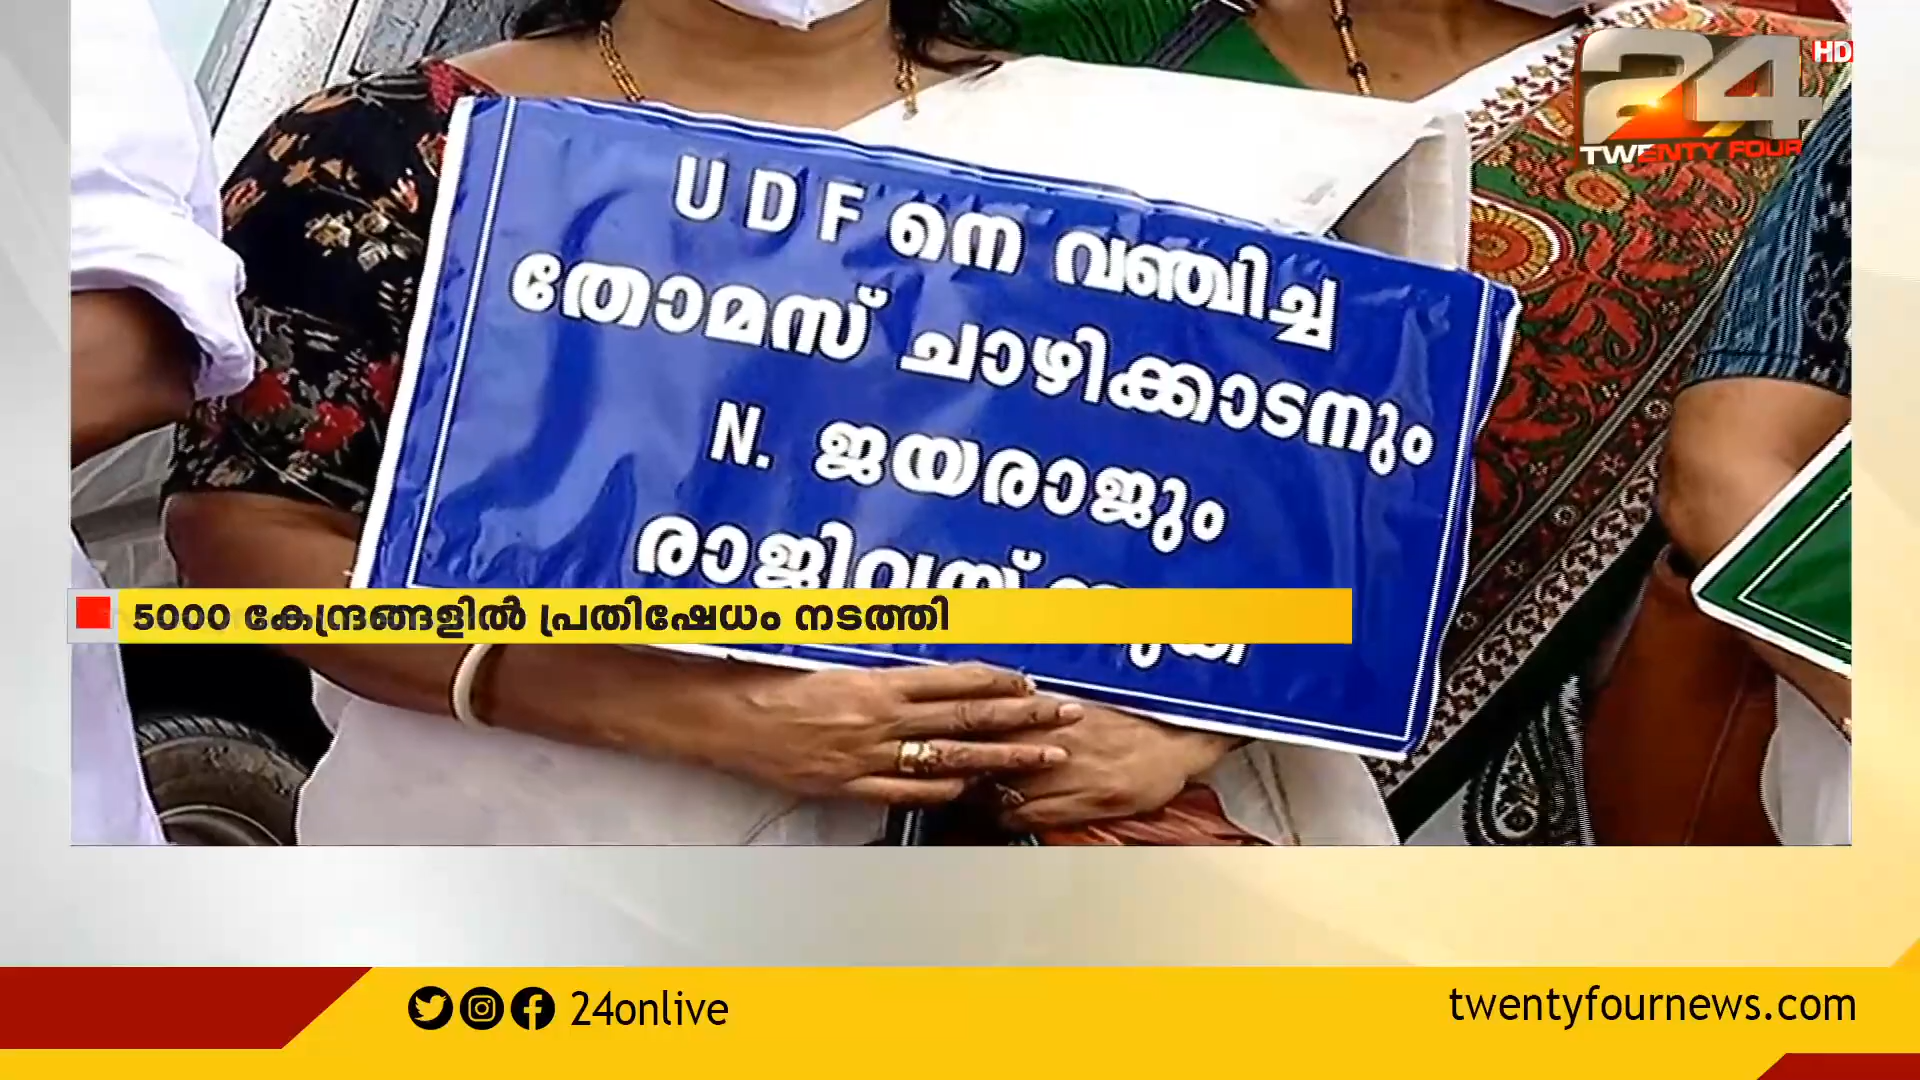 24
HD
TWENTY FOUR
UDF നെ വഞ്ചിച്ച
തോമസ് ചാഴിക്കാടനും
N. ജയരാജും
5000 കേന്ദ്രങ്ങളിൽ പ്രതിഷേധം നടത്തി
24onlive
twentyfournews.com